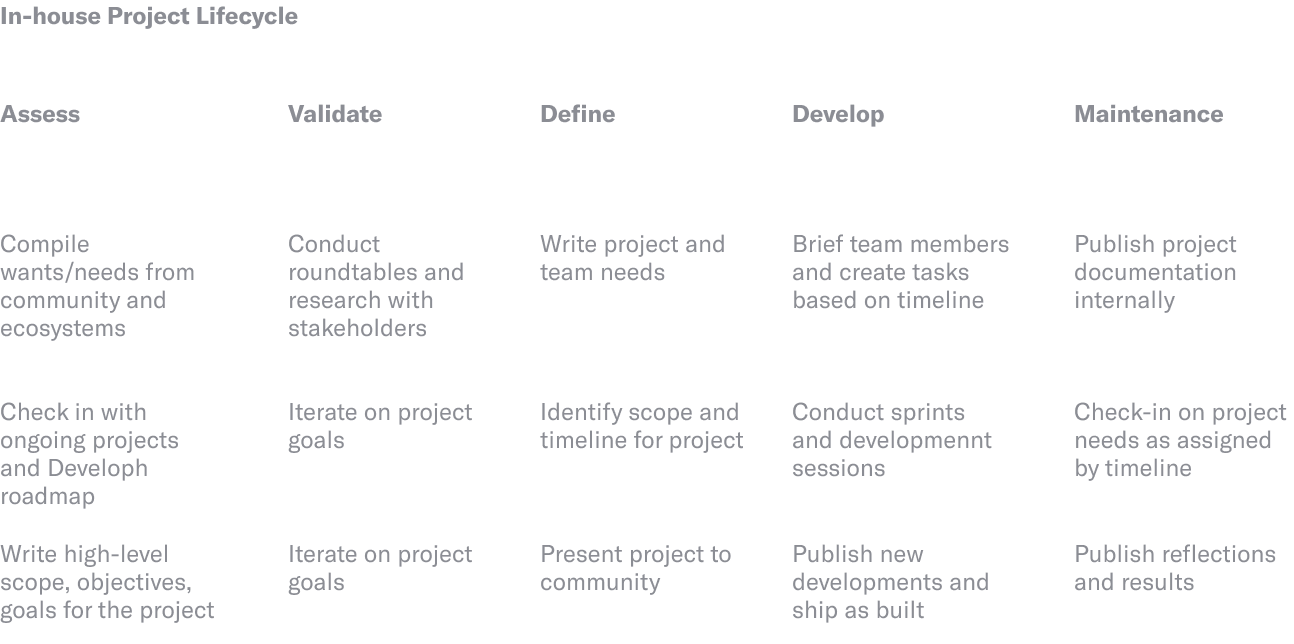 In-house Project Lifecycle
Assess
Validate
Define
Develop
Maintenance
Compile
wants/needs from
community and
ecosystems
Conduct
roundtables and
research with
stakeholders
Write project and
team needs
Brief team members
and create tasks
based on timeline
Publish project
documentation
internally
Check in with
ongoing projects
and Developh
roadmap
Iterate on project
goals
Identify scope and
timeline for project
Conduct sprints
and developmennt
sessions
Check-in on project
needs as assigned
by timeline
Write high-level
scope, objectives,
goals for the project
Iterate on project
goals
Present project to
community
Publish new
developments and
ship as built
Publish reflections
and results